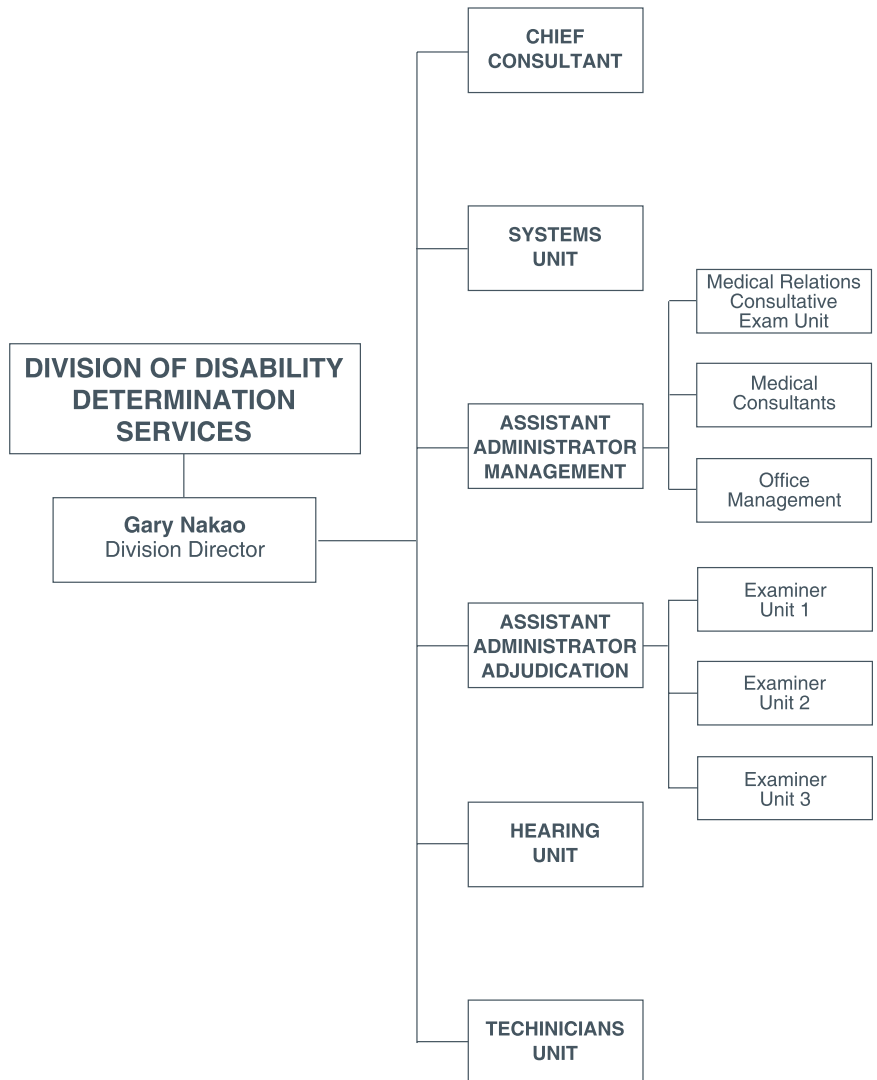 CHIEF
CONSULTANT
SYSTEMS
UNIT
Medical Relations
Consultative
Exam Unit
DIVISION OF DISABILITY
DETERMINATION
SERVICES
Medical
Consultants
ASSISTANT
ADMINISTRATOR
MANAGEMENT
Office
Management
Gary Nakao
Division Director
Examiner
Unit 1
ASSISTANT
ADMINISTRATOR
ADJUDICATION
Examiner
Unit 2
Examiner
Unit 3
HEARING
UNIT
TECHINICIANS
UNIT